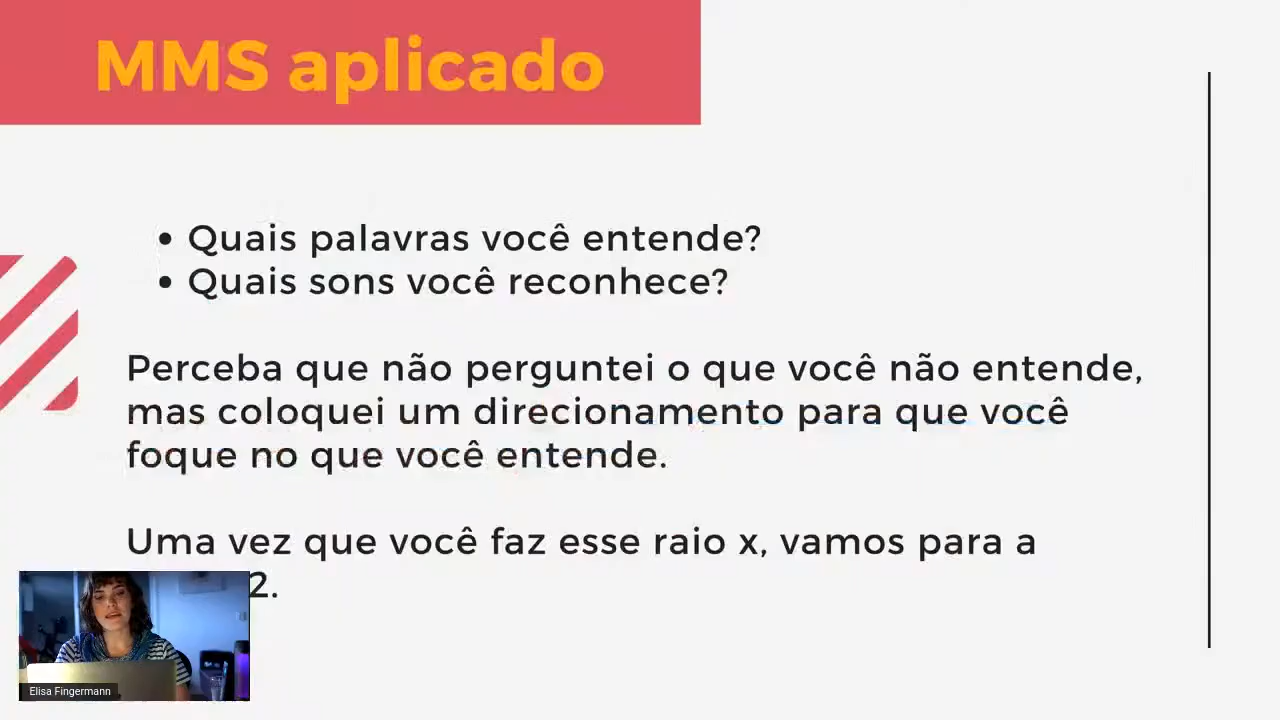 MMS aplicado
• Quais palavras você entende?
• Quais sons você reconhece?
Perceba que não perguntei o que você não entende,
mas coloquei um direcionamento para que você
foque no que você entende.
Uma vez que você faz esse raio x, vamos para a
2.
Elisa Fingermann